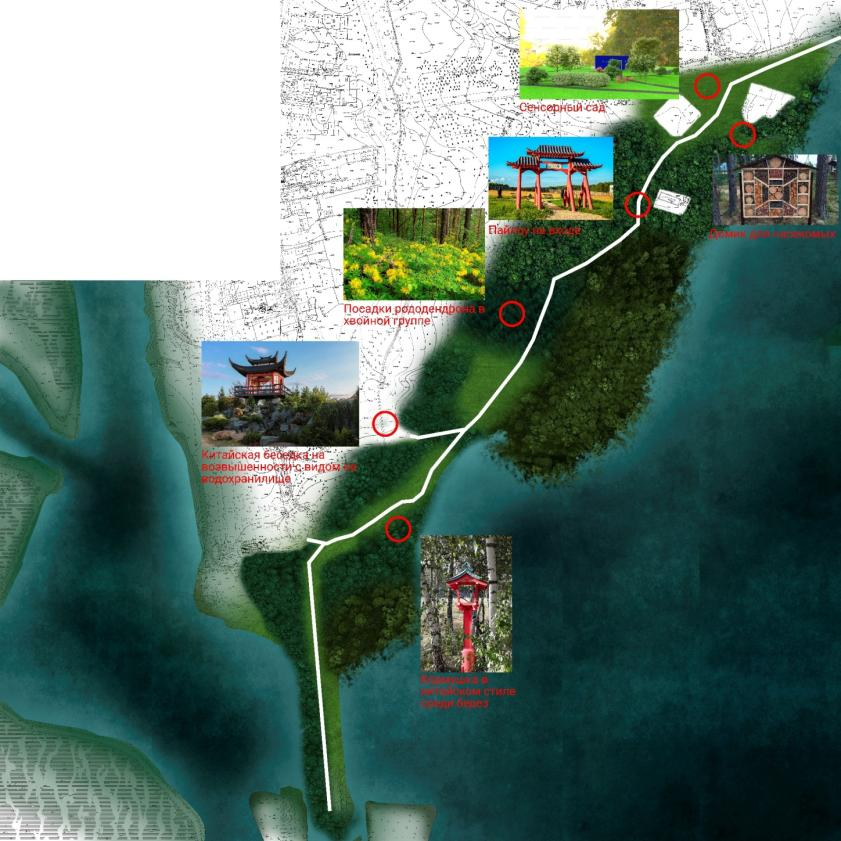 Сенсорный сад
Домик для насекомых
Пайлоу на входе
Посадки рододендрона в
хвойной группе
Китайская беседка на
возвышенности с видом на
водохранилище
Кормушка в
китайском стиле
среди берез